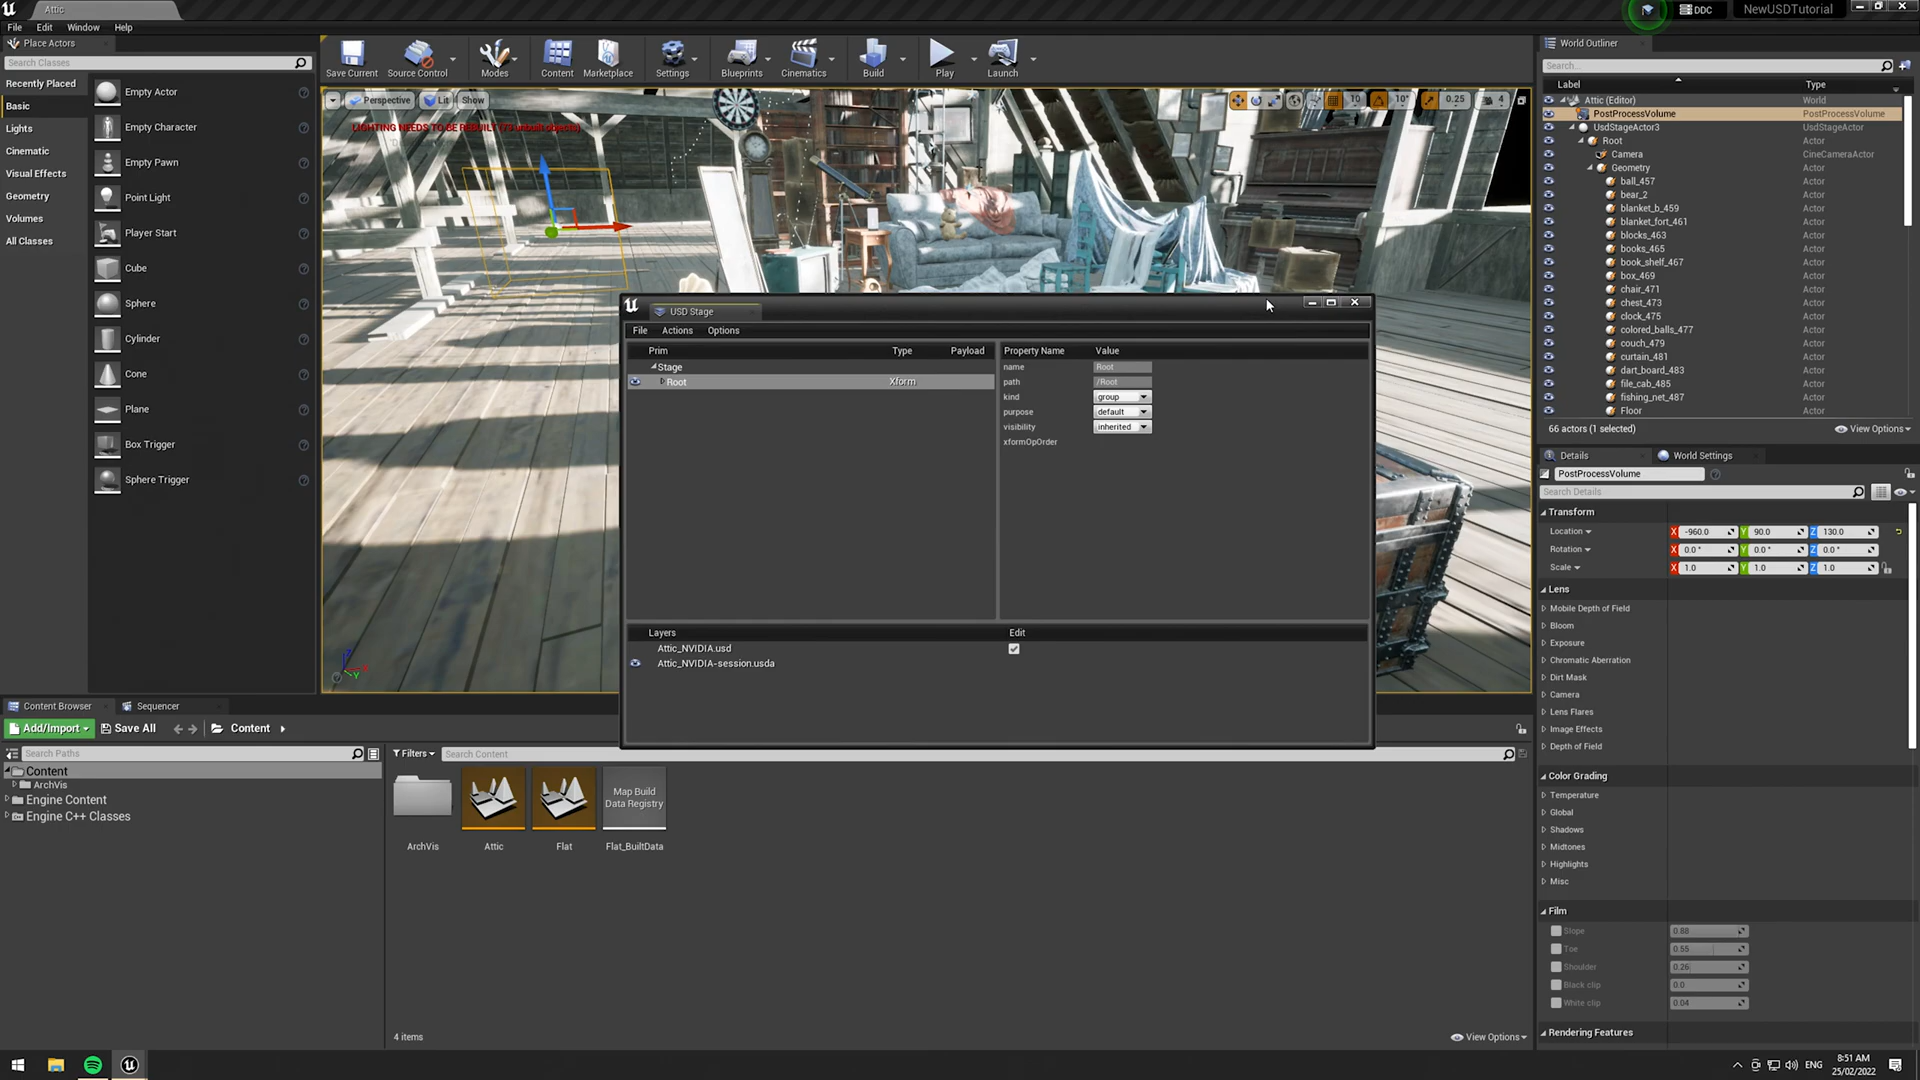 Attic
DDC
NewUSDTutorial
File Edit Window Help
Place Actors
Search Classes
Recently Placed
Basic
Lights
Cinematic
Visual Effects
Geometry
Volumes
All Classes
Empty Actor
Empty Character
Empty Pawn
Point Light
Player Start
Cube
Sphere
Cylinder
Cone
Plane
Box Trigger
Sphere Trigger
Save Current
Source Control
Modes
Content
Marketplace
Settings
Blueprints
Cinematics
Build
Play
Launch
Perspective Lit Show
10 10° 0.25 4
LIGHTING NEEDS TO BE REBUILT (73 unbuilt objects)
X
Y
USD Stage
File Actions Options
Prim Type Payload
Stage
Root Xform
Property Name Value
name Root
path /Root
kind group
purpose default
visibility inherited
xformOpOrder
Layers Edit
Attic_NVIDIA.usd
Attic_NVIDIA-session.usda
World Outliner
Search...
Label Type
Attic (Editor) World
PostProcessVolume PostProcessVolume
UsdStageActor3 UsdStageActor
Root Actor
Camera CineCameraActor
Geometry Actor
ball_457 Actor
bear_2 Actor
blanket_b_459 Actor
blanket_fort_461 Actor
blocks_463 Actor
books_465 Actor
book_shelf_467 Actor
box_469 Actor
chair_471 Actor
chest_473 Actor
clock_475 Actor
colored_balls_477 Actor
couch_479 Actor
curtain_481 Actor
dart_board_483 Actor
file_cab_485 Actor
fishing_net_487 Actor
Floor Actor
66 actors (1 selected) View Options
Details World Settings
PostProcessVolume
Search Details
Transform
Location X -960.0 Y 90.0 Z 130.0
Rotation X 0.0° Y 0.0° Z 0.0°
Scale X 1.0 Y 1.0 Z 1.0
Lens
Mobile Depth of Field
Bloom
Exposure
Chromatic Aberration
Dirt Mask
Camera
Lens Flares
Image Effects
Depth of Field
Color Grading
Temperature
Global
Shadows
Midtones
Highlights
Misc
Film
Slope 0.88
Toe 0.55
Shoulder 0.26
Black clip 0.0
White clip 0.04
Rendering Features
Content Browser Sequencer
Add/Import Save All Content
Search Paths
Filters Search Content
Content
ArchVis
Engine Content
Engine C++ Classes
Map Build
Data Registry
ArchVis Attic Flat Flat_BuiltData
4 items View Options
ENG
8:51 AM
25/02/2022